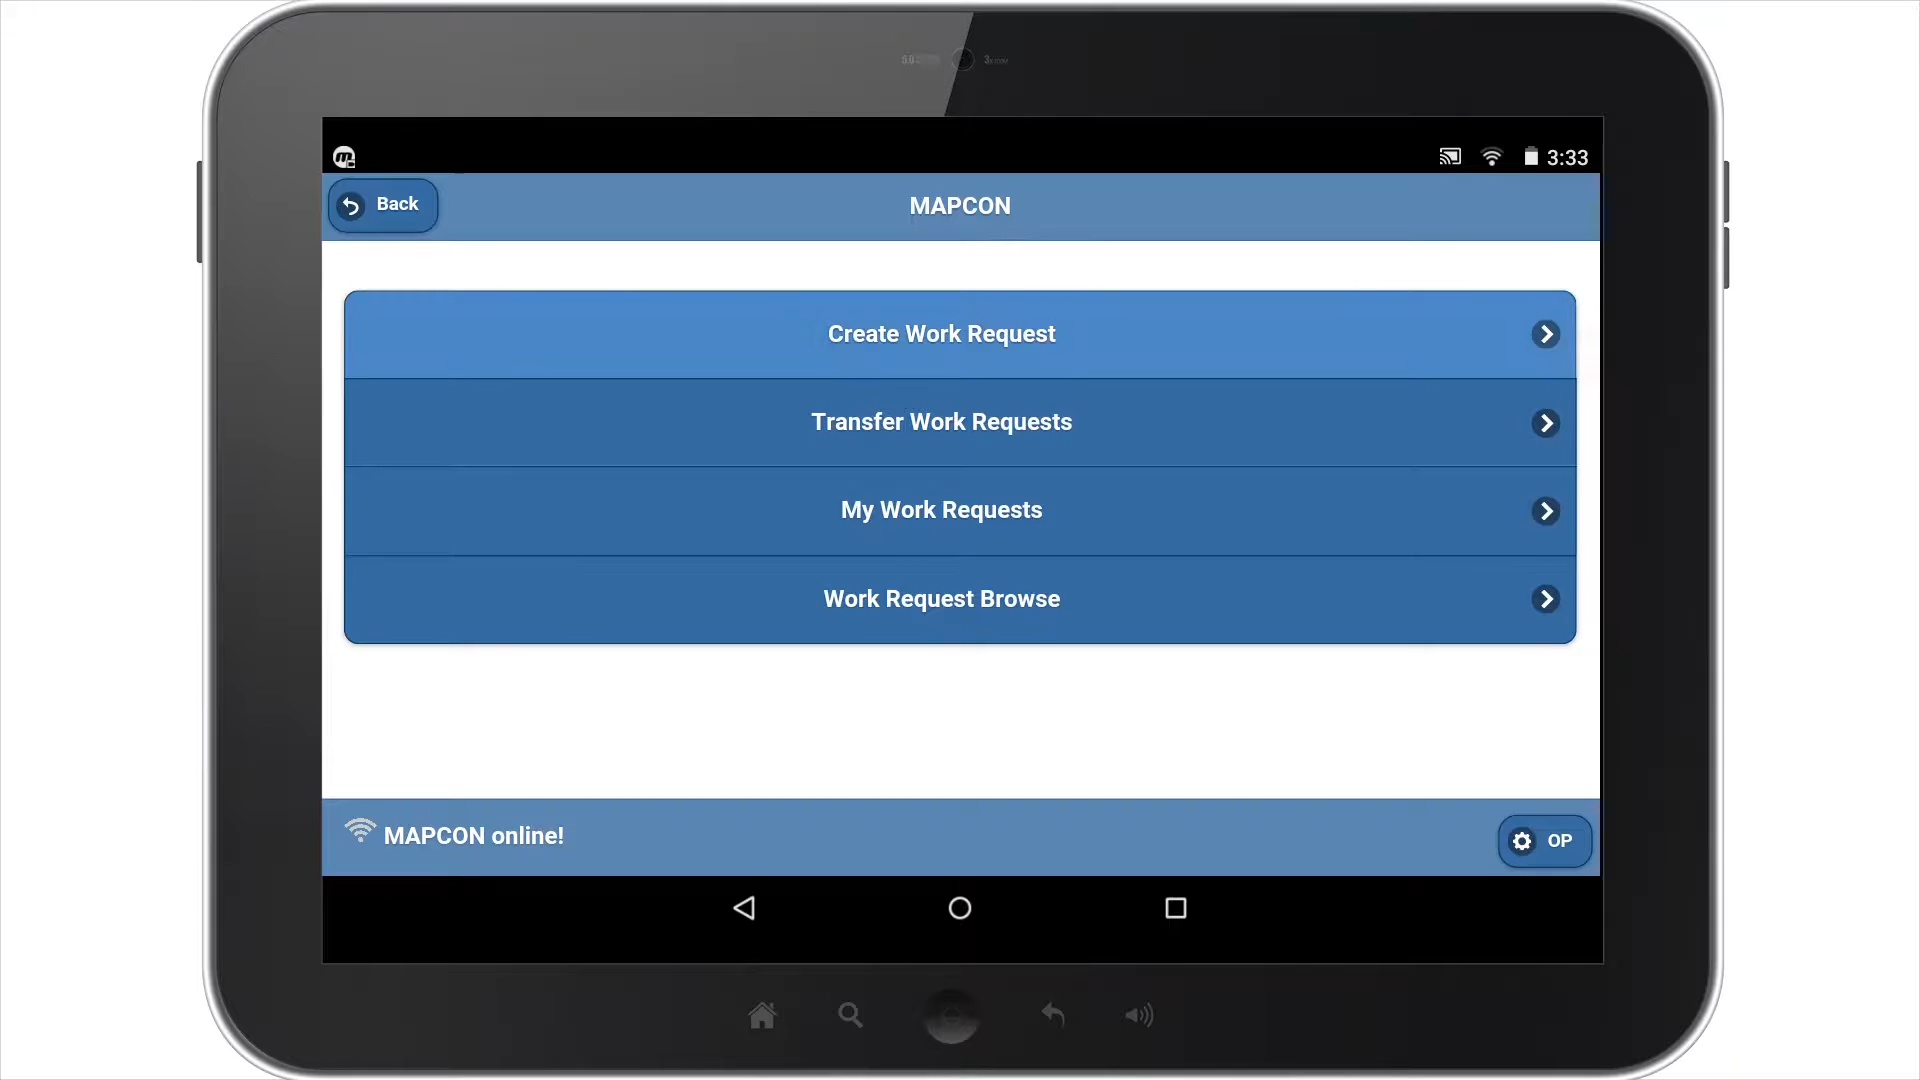 3:33
Back
MAPCON
Create Work Request
Transfer Work Requests
My Work Requests
Work Request Browse
MAPCON online!
OP